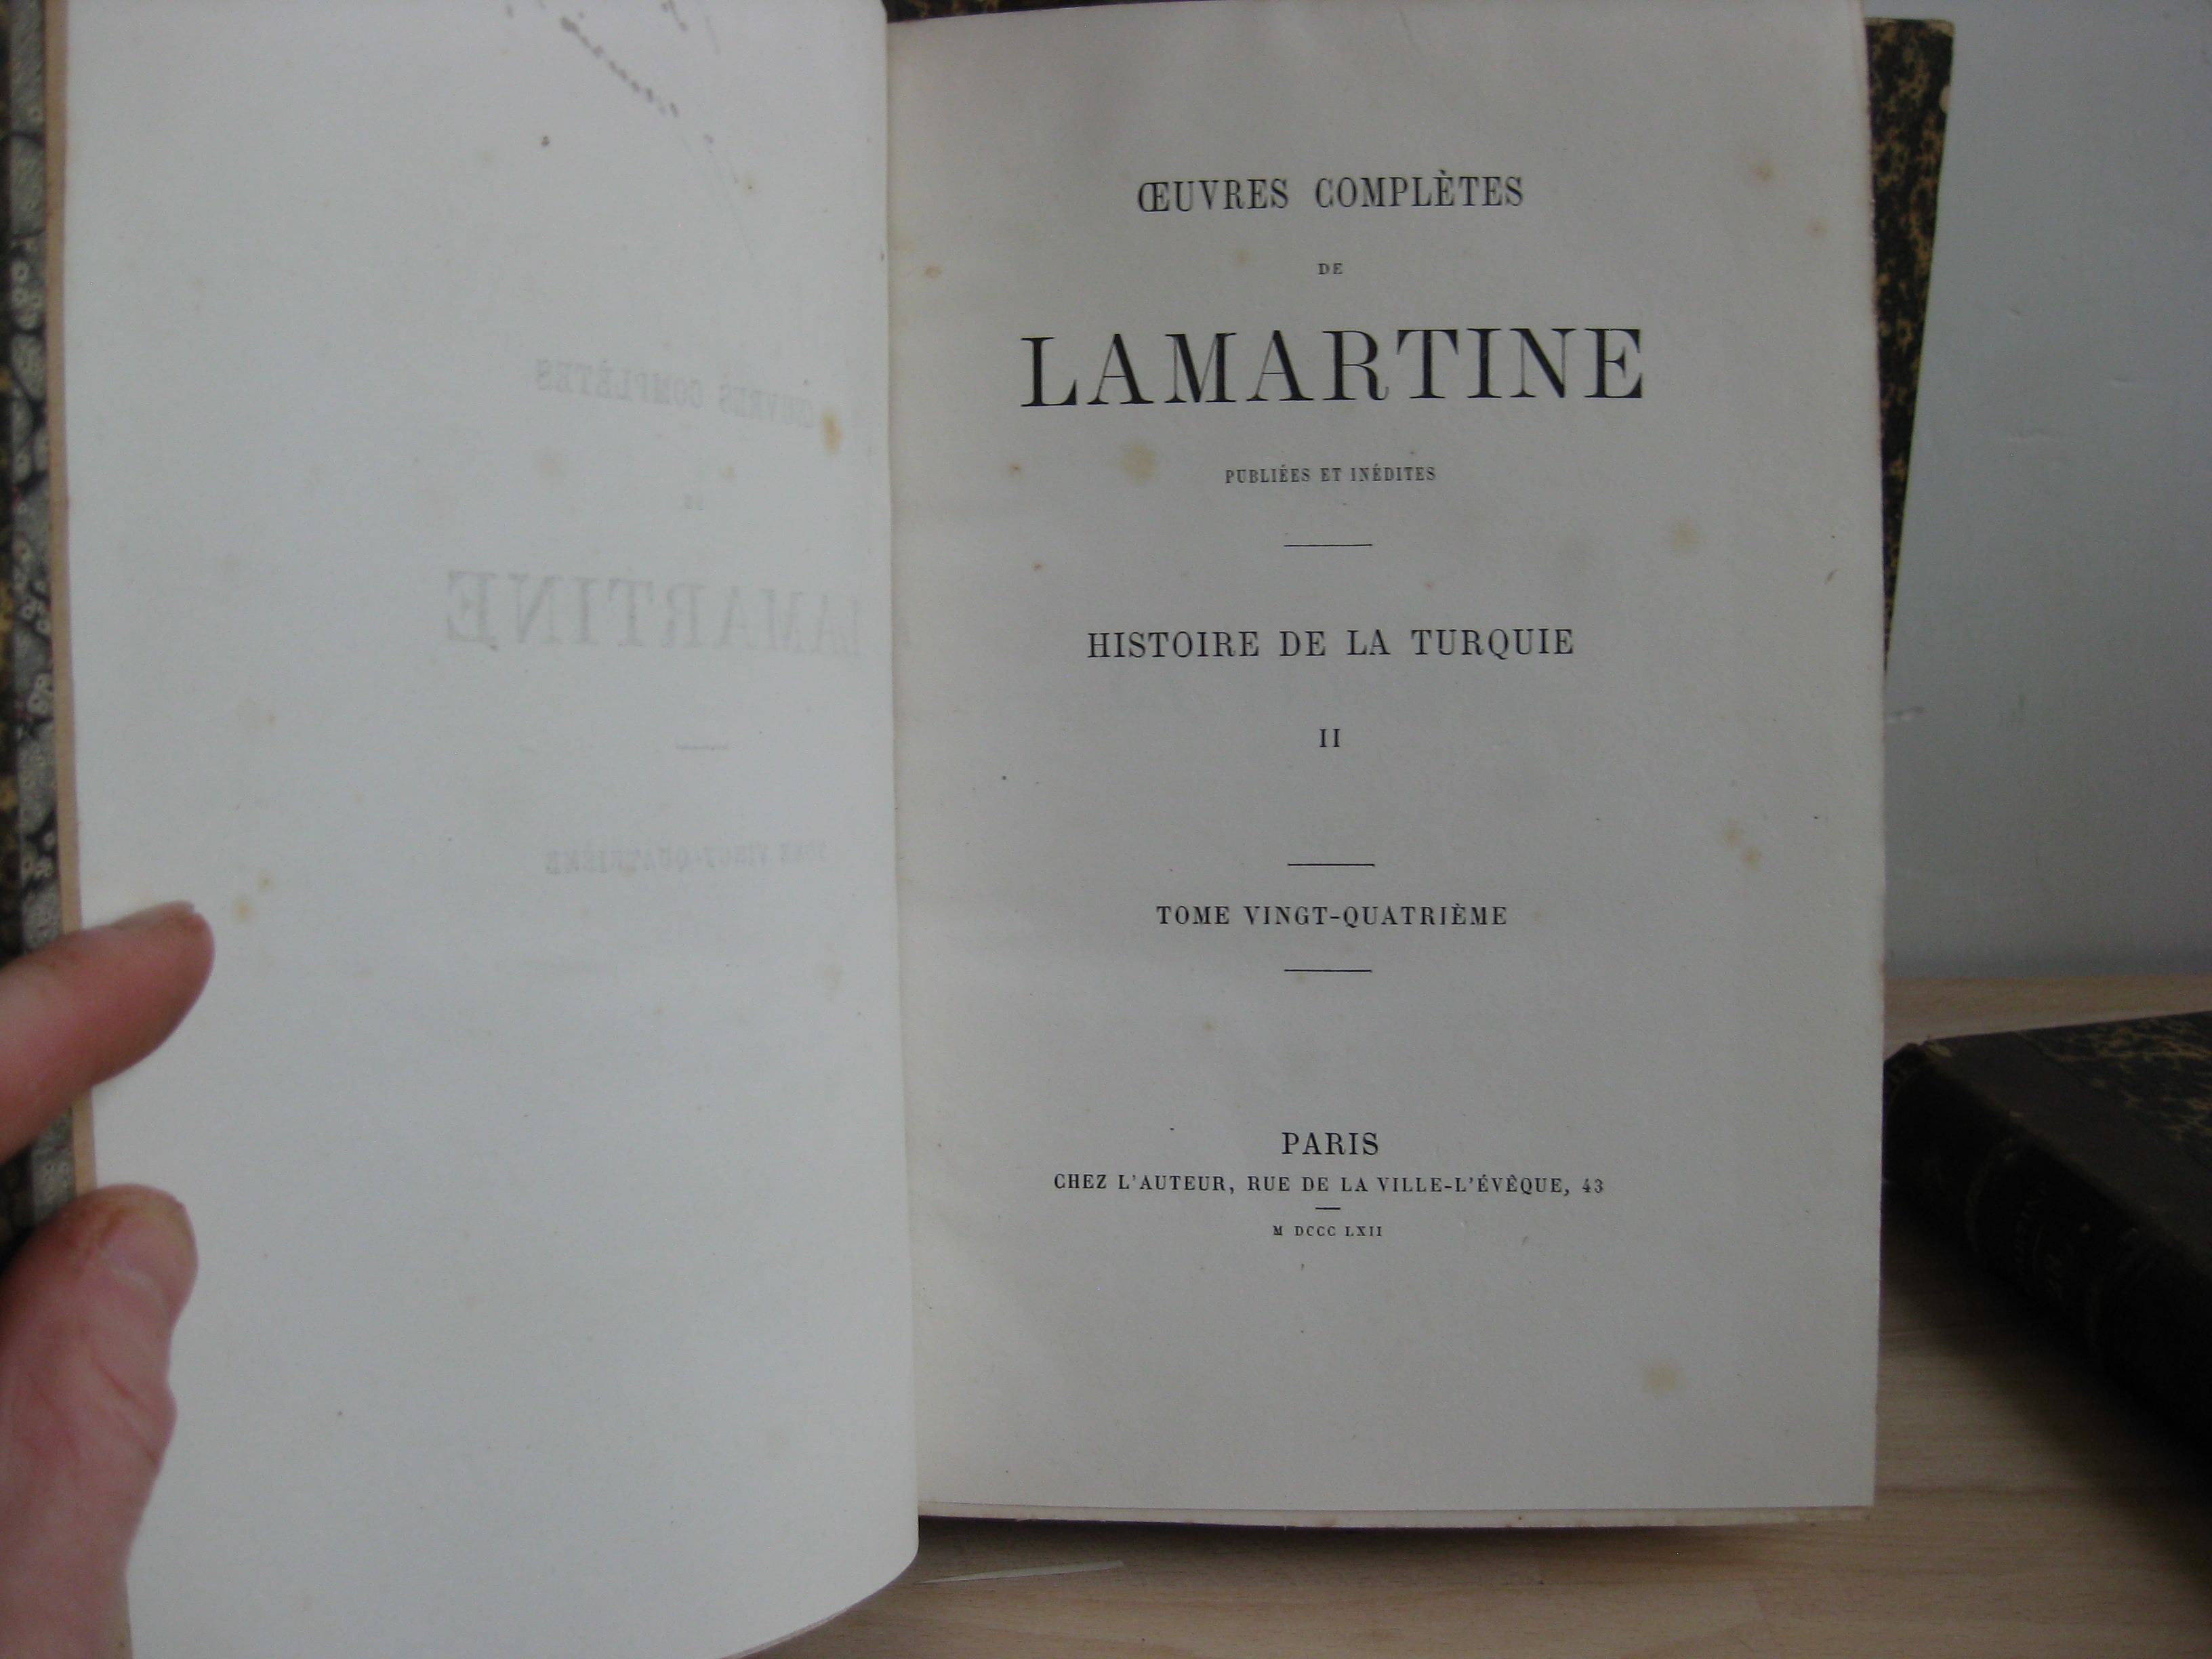 ŒUVRES COMPLÈTES
DE
LAMARTINE
PUBLIÉES ET INÉDITES
HISTOIRE DE LA TURQUIE
II
TOME VINGT-QUATRIÈME
PARIS
CHEZ L'AUTEUR, RUE DE LA VILLE-L'ÉVÊQUE, 43
M DCCC LXII